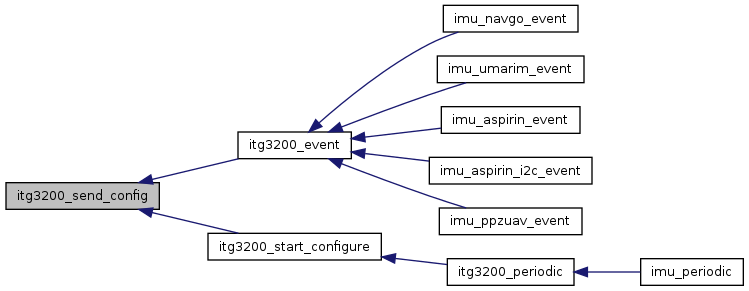 imu_navgo_event
imu_umarim_event
imu_aspirin_event
itg3200_event
imu_aspirin_i2c_event
itg3200_send_config
imu_ppzuav_event
itg3200_start_configure
itg3200_periodic
imu_periodic